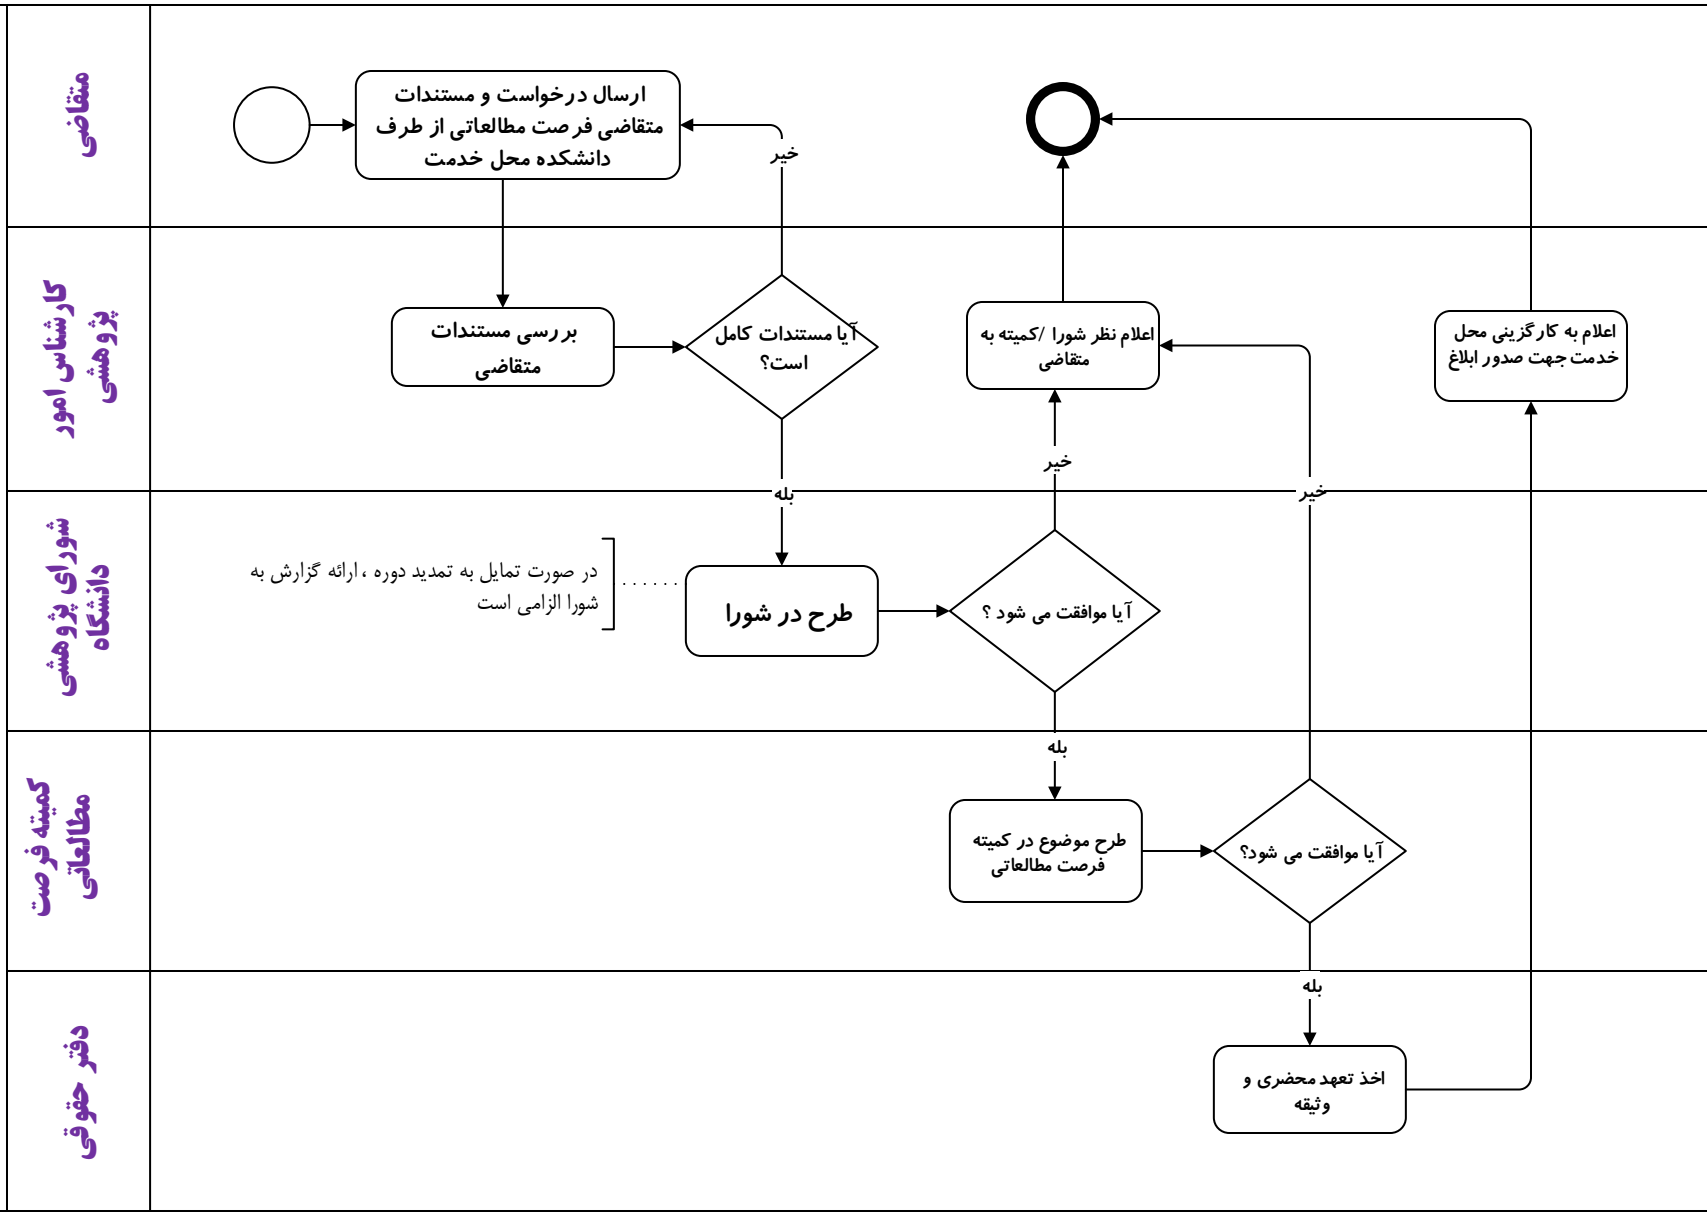 متقاضی
ارسال درخواست و مستندات
متقاضی فرصت مطالعاتی از طرف
دانشکده محل خدمت
خیر
کارشناس امور
پژوهشی
بررسی مستندات
متقاضی
آیا مستندات کامل
است؟
اعلام نظر شورا /کمیته به
متقاضی
اعلام به کارگزینی محل
خدمت جهت صدور ابلاغ
خیر
خیر
بله
شورای پژوهشی
دانشگاه
در صورت تمایل به تمدید دوره ، ارائه گزارش به
شورا الزامی است
طرح در شورا
آیا موافقت می شود ؟
بله
کمیته فرصت
مطالعاتی
طرح موضوع در کمیته
فرصت مطالعاتی
آیا موافقت می شود؟
بله
دفتر حقوقی
اخذ تعهد محضری و
وثیقه